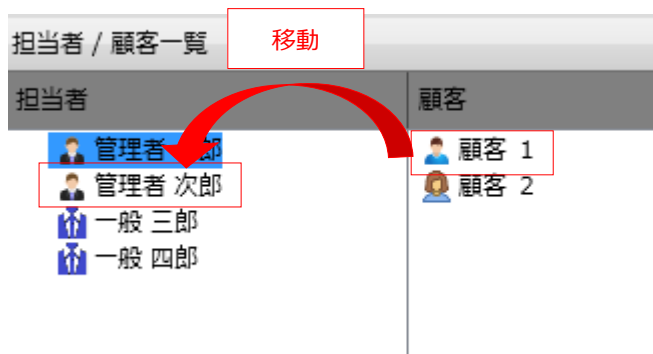 担当者 / 顧客一覧
移動
担当者
顧客
管理者 郎
管理者 次郎
一般 三郎
一般 四郎
顧客 1
顧客 2